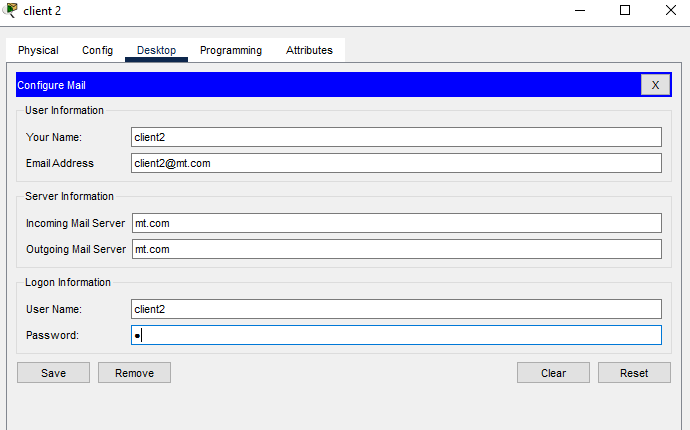 client 2
Physical Config Desktop Programming Attributes
Configure Mail X
User Information
Your Name: client2
Email Address client2@mt.com
Server Information
Incoming Mail Server mt.com
Outgoing Mail Server mt.com
Logon Information
User Name: client2
Password: ●
Save Remove Clear Reset